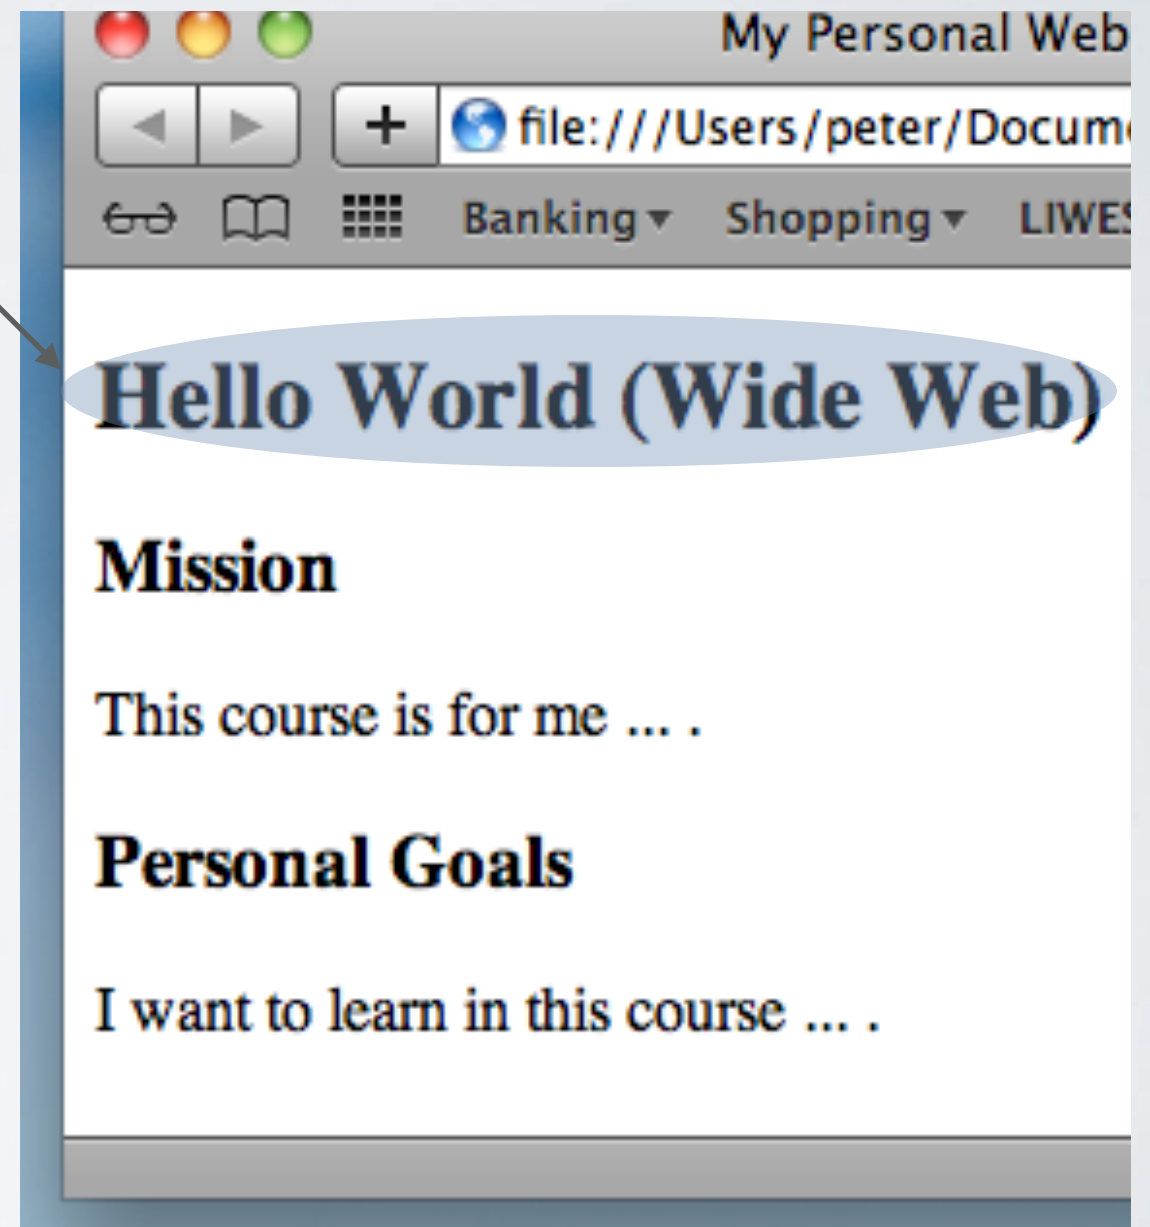 My Personal Web
file:///Users/peter/Docum
Banking Shopping LIWES
Hello World (Wide Web)
Mission
This course is for me ... .
Personal Goals
I want to learn in this course ... .